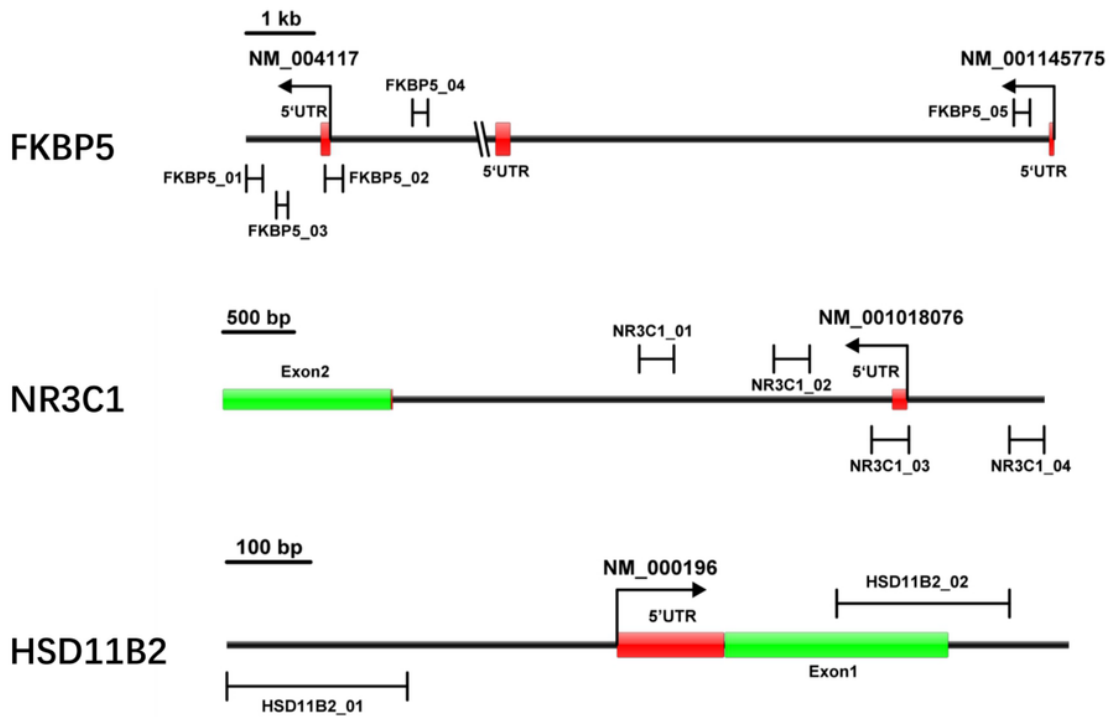 1 kb
NM_004117
NM_001145775
FKBP5_04
5‘UTR
FKBP5_05
FKBP5
5‘UTR
5‘UTR
FKBP5_01
FKBP5_02
FKBP5_03
500 bp
NM_001018076
NR3C1_01
Exon2
5‘UTR
NR3C1_02
NR3C1
NR3C1_03
NR3C1_04
100 bp
NM_000196
HSD11B2_02
5’UTR
HSD11B2
Exon1
HSD11B2_01